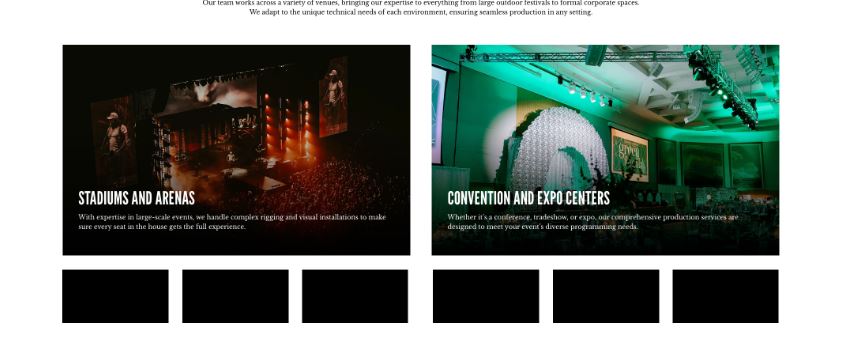 Our team works across a variety of venues, bringing our expertise to everything from large outdoor festivals to formal corporate spaces.
We adapt to the unique technical needs of each environment, ensuring seamless production in any setting.
STADIUMS AND ARENAS
With expertise in large-scale events, we handle complex rigging and visual installations to make
sure every seat in the house gets the full experience.
green
CONVENTION AND EXPO CENTERS
Whether it's a conference, tradeshow, or expo, our comprehensive production services are
designed to meet your event's diverse programming needs.